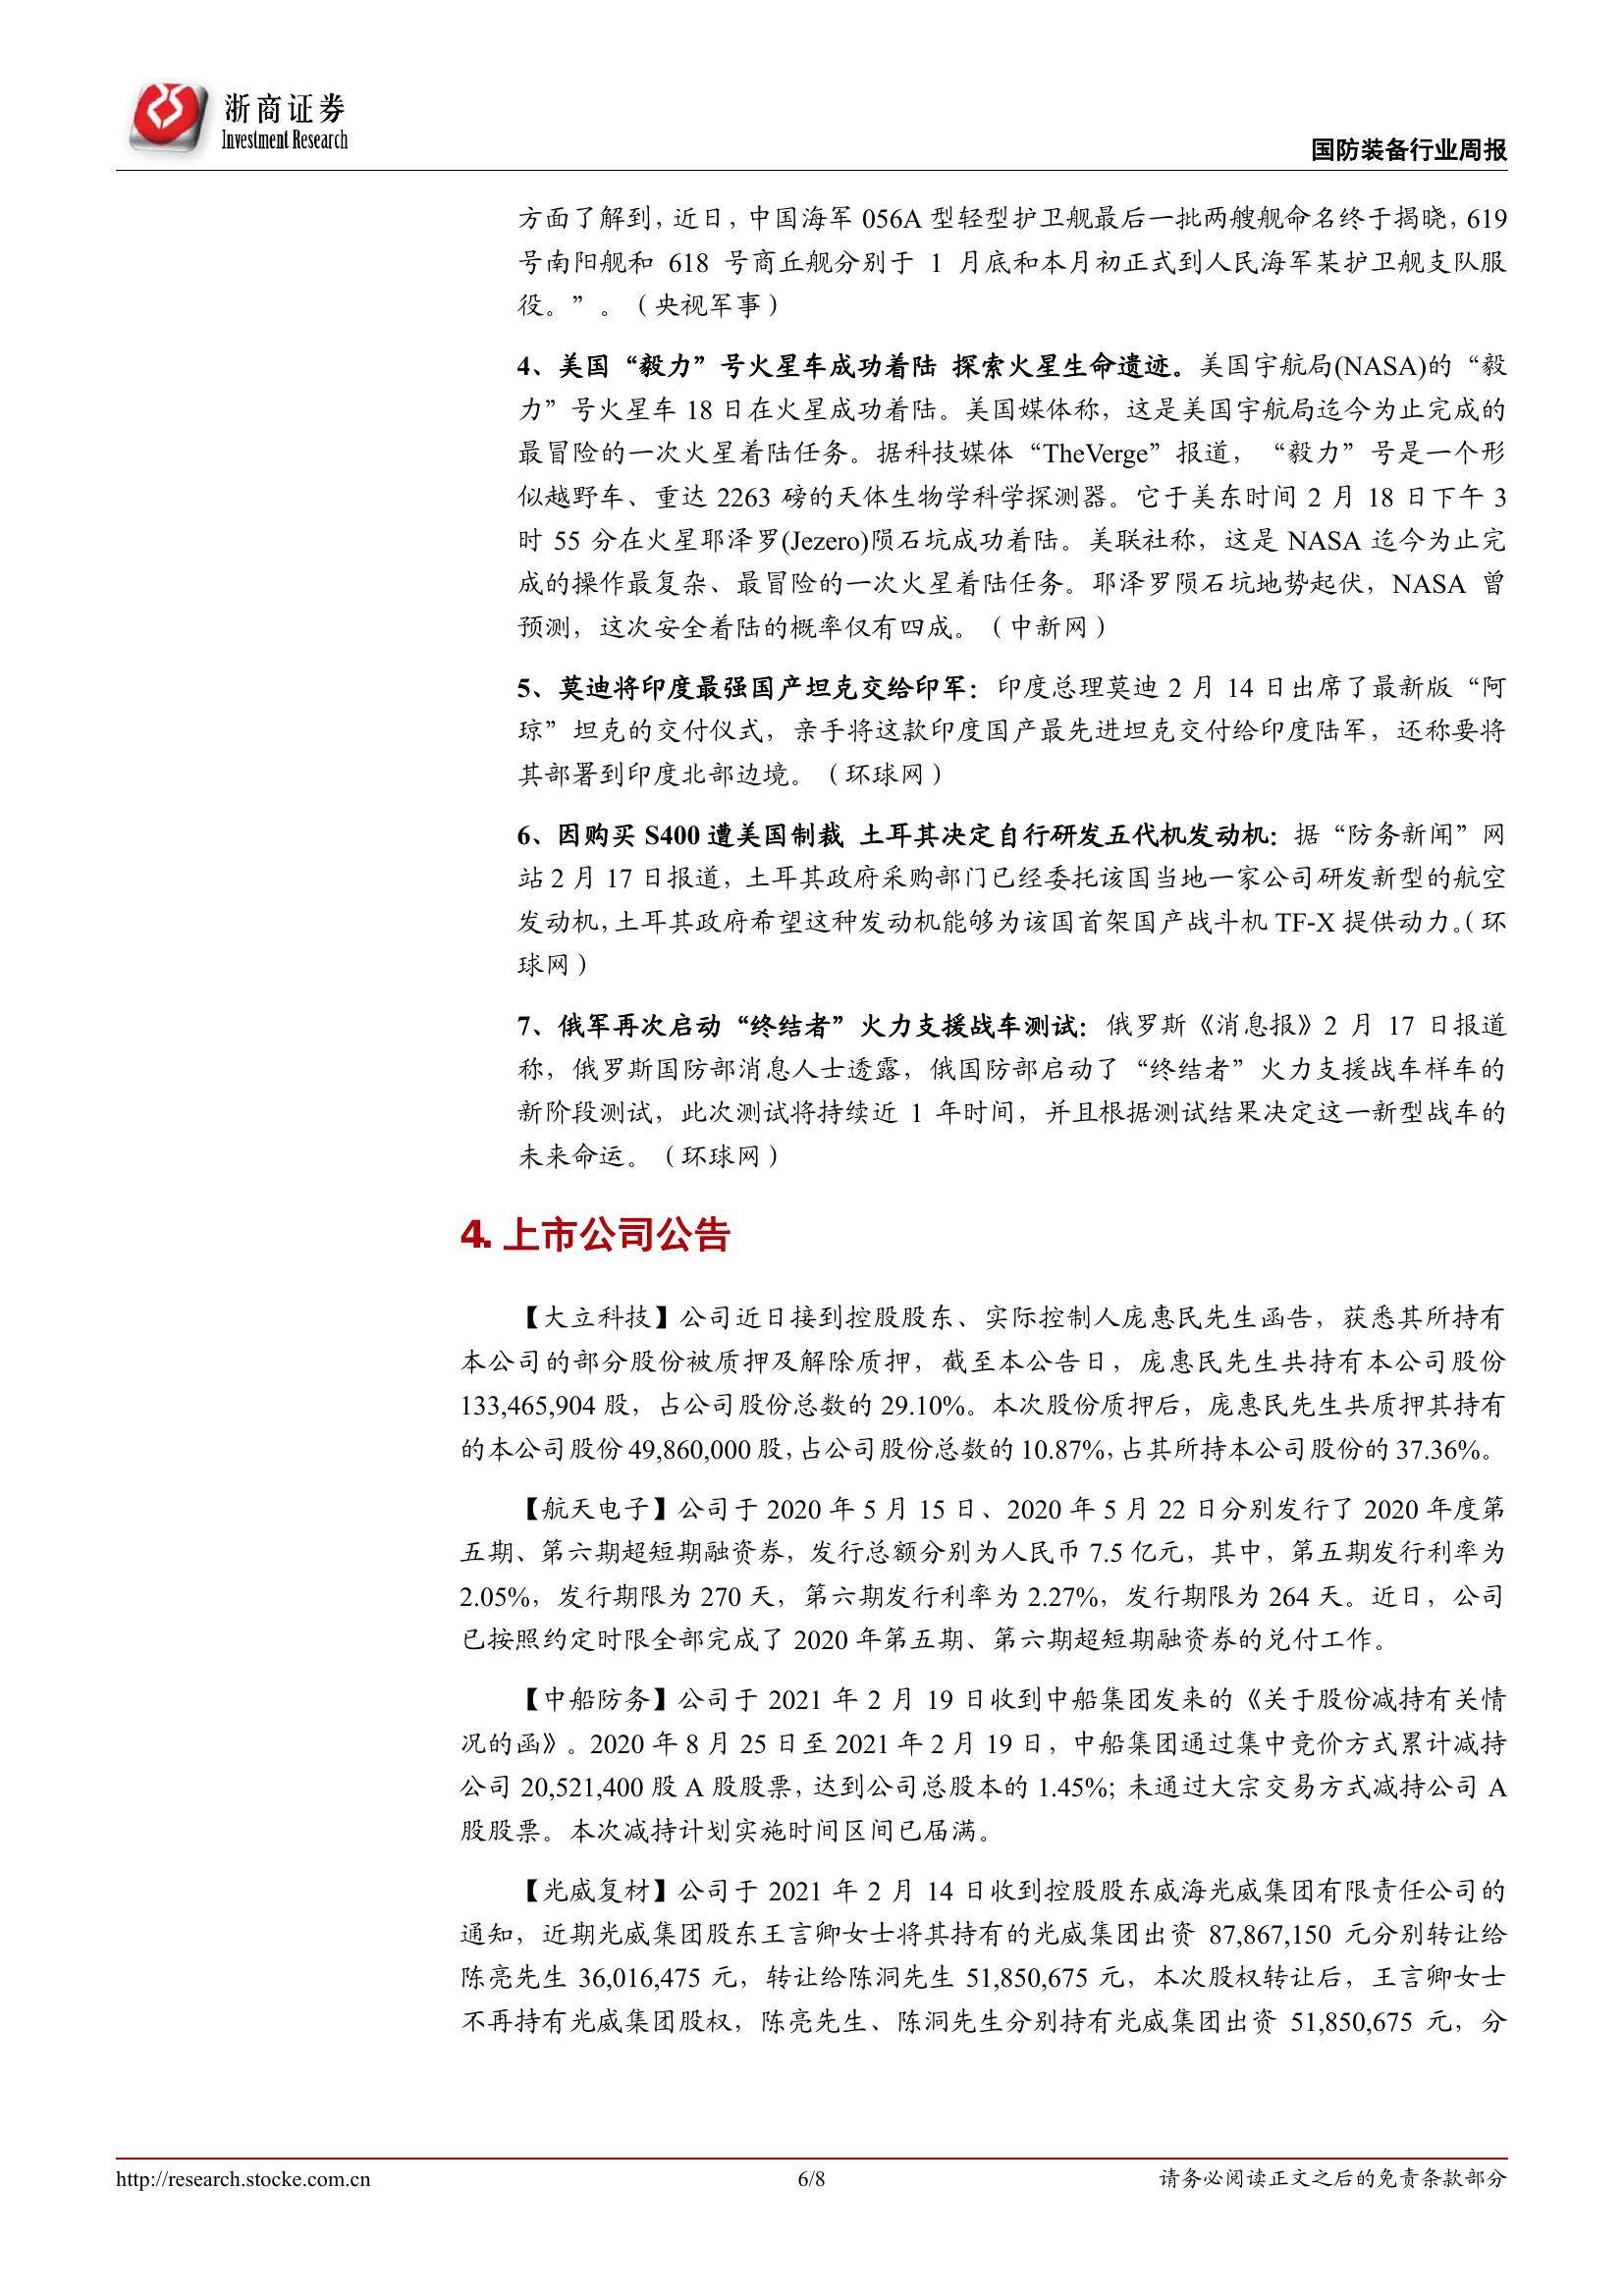 浙商证券
Investment Research
国防装备行业周报
方面了解到，近日，中国海军 056A 型轻型护卫舰最后一批两艘舰命名终于揭晓，619
号南阳舰和 618 号商丘舰分别于 1 月底和本月初正式到人民海军某护卫舰支队服
役。”。（央视军事）
4、美国“毅力”号火星车成功着陆 探索火星生命遗迹。美国宇航局(NASA)的“毅
力”号火星车 18 日在火星成功着陆。美国媒体称，这是美国宇航局迄今为止完成的
最冒险的一次火星着陆任务。据科技媒体“TheVerge”报道，“毅力”号是一个形
似越野车、重达 2263 磅的天体生物学科学探测器。它于美东时间 2 月 18 日下午 3
时 55 分在火星耶泽罗(Jezero)陨石坑成功着陆。美联社称，这是 NASA 迄今为止完
成的操作最复杂、最冒险的一次火星着陆任务。耶泽罗陨石坑地势起伏，NASA 曾
预测，这次安全着陆的概率仅有四成。（中新网）
5、莫迪将印度最强国产坦克交给印军：印度总理莫迪 2 月 14 日出席了最新版“阿
琼”坦克的交付仪式，亲手将这款印度国产最先进坦克交付给印度陆军，还称要将
其部署到印度北部边境。（环球网）
6、因购买 S400 遭美国制裁 土耳其决定自行研发五代机发动机：据“防务新闻”网
站 2 月 17 日报道，土耳其政府采购部门已经委托该国当地一家公司研发新型的航空
发动机，土耳其政府希望这种发动机能够为该国首架国产战斗机 TF-X 提供动力。（环
球网）
7、俄军再次启动“终结者”火力支援战车测试：俄罗斯《消息报》2 月 17 日报道
称，俄罗斯国防部消息人士透露，俄国防部启动了“终结者”火力支援战车样车的
新阶段测试，此次测试将持续近 1 年时间，并且根据测试结果决定这一新型战车的
未来命运。（环球网）
4. 上市公司公告
【大立科技】公司近日接到控股股东、实际控制人庞惠民先生函告，获悉其所持有
本公司的部分股份被质押及解除质押，截至本公告日，庞惠民先生共持有本公司股份
133,465,904 股，占公司股份总数的 29.10%。本次股份质押后，庞惠民先生共质押其持有
的本公司股份 49,860,000 股，占公司股份总数的 10.87%，占其所持本公司股份的 37.36%。
【航天电子】公司于 2020 年 5 月 15 日、2020 年 5 月 22 日分别发行了 2020 年度第
五期、第六期超短期融资券，发行总额分别为人民币 7.5 亿元，其中，第五期发行利率为
2.05%，发行期限为 270 天，第六期发行利率为 2.27%，发行期限为 264 天。近日，公司
已按照约定时限全部完成了 2020 年第五期、第六期超短期融资券的兑付工作。
【中船防务】公司于 2021 年 2 月 19 日收到中船集团发来的《关于股份减持有关情
况的函》。2020 年 8 月 25 日至 2021 年 2 月 19 日，中船集团通过集中竞价方式累计减持
公司 20,521,400 股 A 股股票，达到公司总股本的 1.45%；未通过大宗交易方式减持公司 A
股股票。本次减持计划实施时间区间已届满。
【光威复材】公司于 2021 年 2 月 14 日收到控股股东威海光威集团有限责任公司的
通知，近期光威集团股东王言卿女士将其持有的光威集团出资 87,867,150 元分别转让给
陈亮先生 36,016,475 元，转让给陈洞先生 51,850,675 元，本次股权转让后，王言卿女士
不再持有光威集团股权，陈亮先生、陈洞先生分别持有光威集团出资 51,850,675 元，分
http://research.stocke.com.cn
6/8
请务必阅读正文之后的免责条款部分